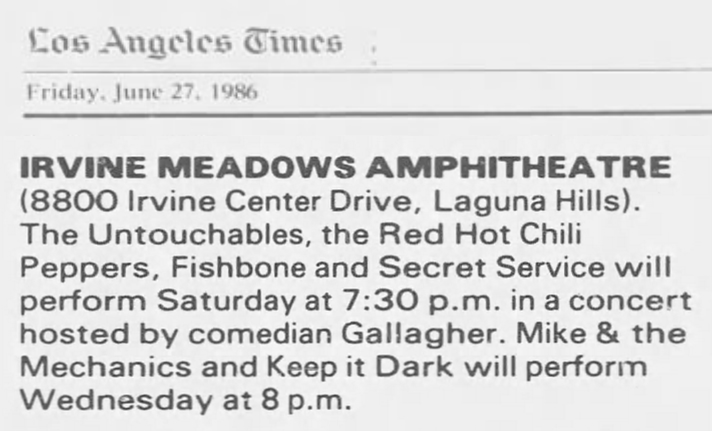 Los Angeles Times
Friday, June 27, 1986
IRVINE MEADOWS AMPHITHEATRE
(8800 Irvine Center Drive, Laguna Hills).
The Untouchables, the Red Hot Chili
Peppers, Fishbone and Secret Service will
perform Saturday at 7:30 p.m. in a concert
hosted by comedian Gallagher. Mike & the
Mechanics and Keep it Dark will perform
Wednesday at 8 p.m.